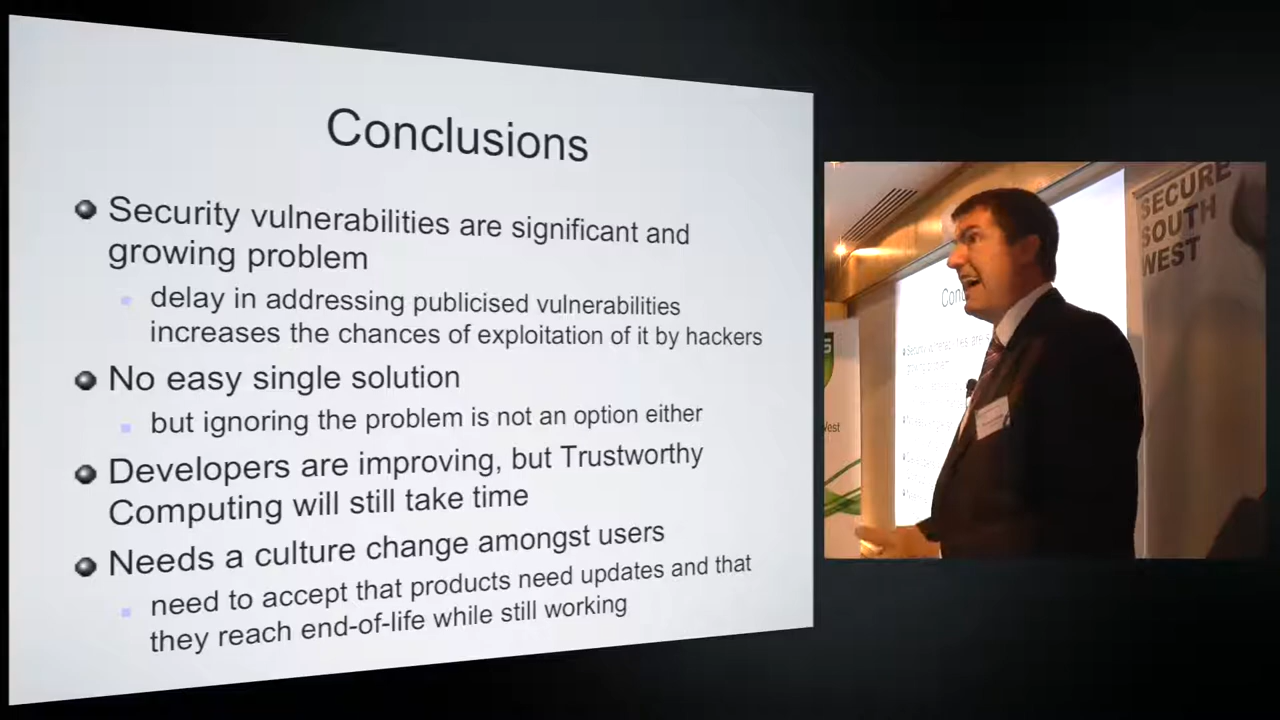 Conclusions
Security vulnerabilities are significant and
growing problem
delay in addressing publicised vulnerabilities
increases the chances of exploitation of it by hackers
No easy single solution
but ignoring the problem is not an option either
Developers are improving, but Trustworthy
Computing will still take time
Needs a culture change amongst users
need to accept that products need updates and that
they reach end-of-life while still working
SECURE
SOUTH
WEST